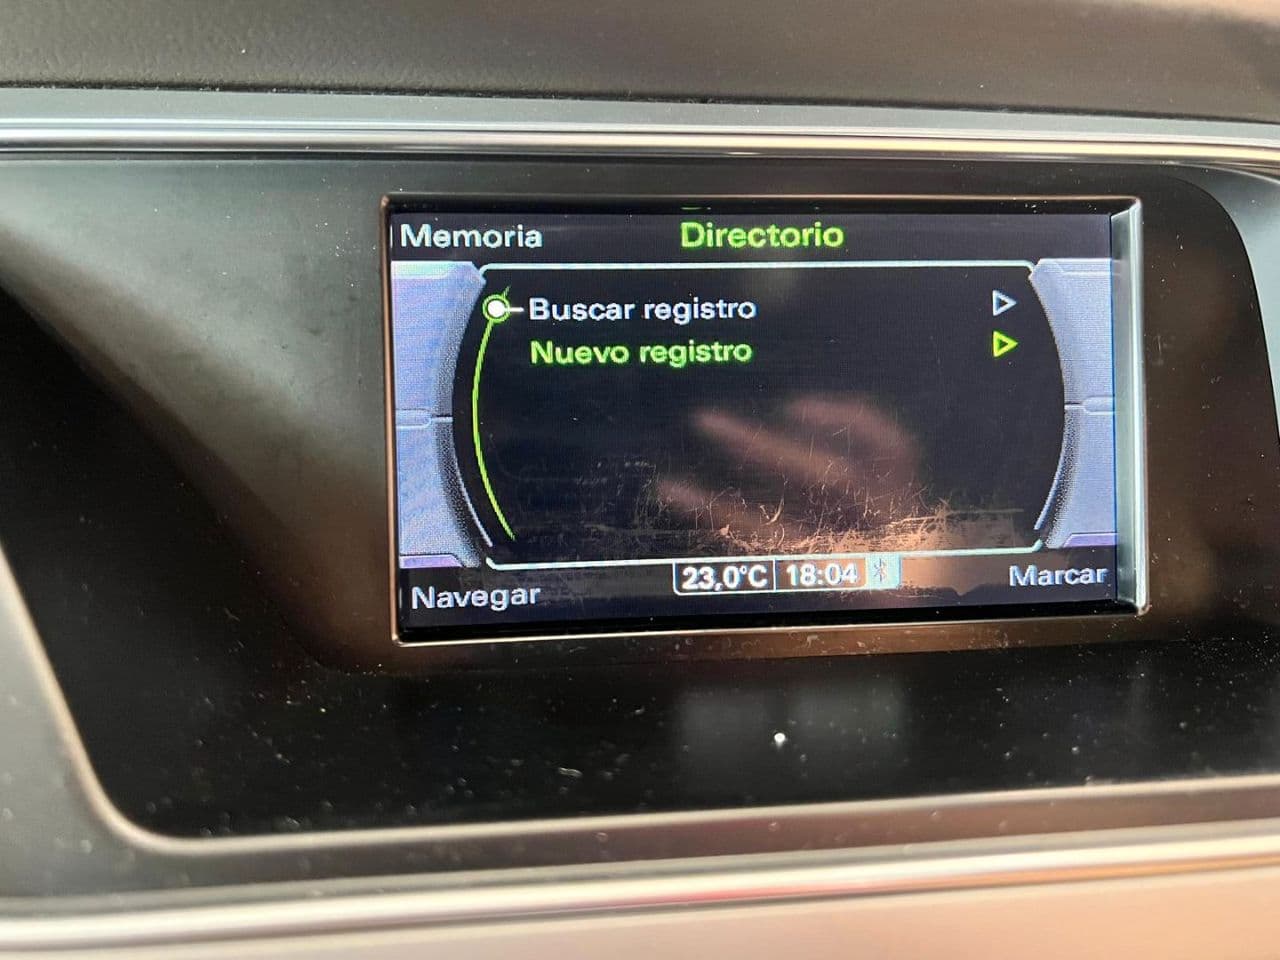 Memoria
Directorio
Buscar registro
Nuevo registro
Navegar
23,0°C
18:04
Marcar